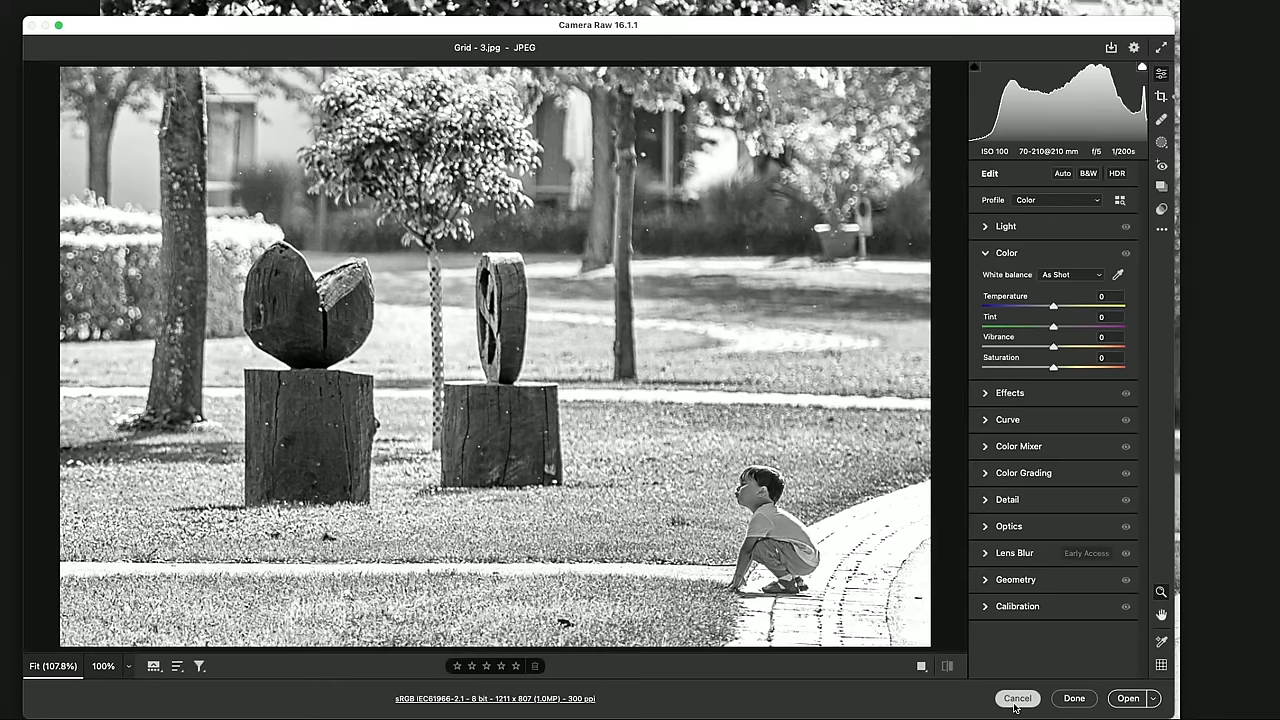 Camera Raw 16.1.1
Grid - 3.jpg - JPEG
ISO 100 70-210@210 mm f/5 1/200s
Edit Auto B&W HDR
Profile Color
Light
Color
White balance As Shot
Temperature 0
Tint 0
Vibrance 0
Saturation 0
Effects
Curve
Color Mixer
Color Grading
Detail
Optics
Lens Blur Early Access
Geometry
Calibration
Fit (107.8%) 100%
sRGB IEC61966-2.1 - 8 bit - 1211 x 807 (1.0MP) - 300 ppi
Cancel Done Open